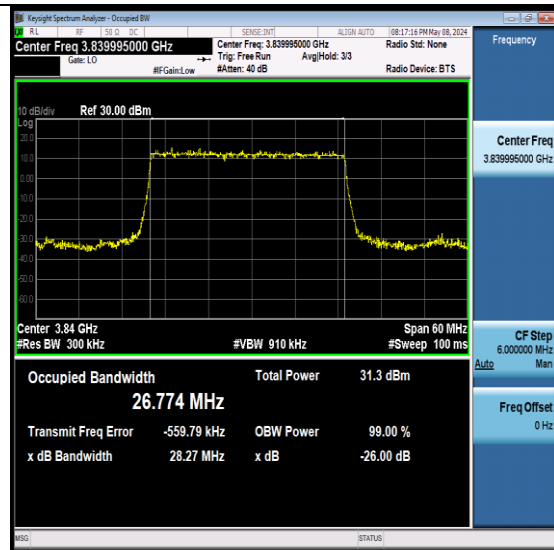 Keysight Spectrum Analyzer - Occupied BW
RL RF 50 Ω DC SENSE:INT ALIGN AUTO 08:17:16 PM May 08, 2024
Center Freq 3.839995000 GHz
Center Freq: 3.839995000 GHz
Radio Std: None
Gate: LO
Trig: Free Run Avg|Hold: 3/3
#IFGain:Low
#Atten: 40 dB
Radio Device: BTS
10 dB/div Ref 30.00 dBm
Log
20.0
10.0
0.00
-10.0
-20.0
-30.0
-40.0
-50.0
-60.0
Center 3.84 GHz Span 60 MHz
#Res BW 300 kHz #VBW 910 kHz #Sweep 100 ms
Occupied Bandwidth Total Power 31.3 dBm
26.774 MHz
Transmit Freq Error -559.79 kHz OBW Power 99.00 %
x dB Bandwidth 28.27 MHz x dB -26.00 dB
Frequency
Center Freq
3.839995000 GHz
CF Step
6.000000 MHz
Auto Man
Freq Offset
0 Hz
MSG STATUS